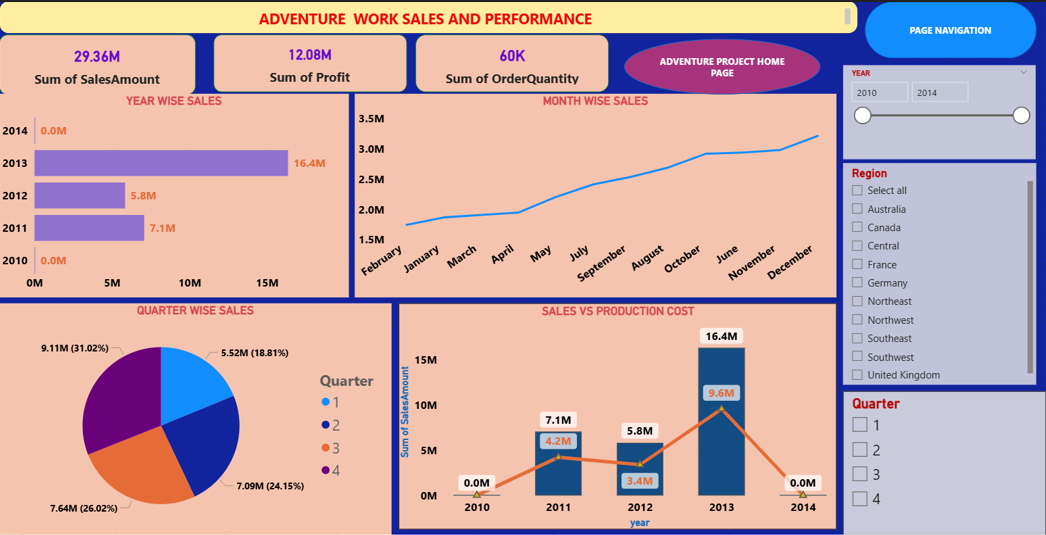 ADVENTURE WORK SALES AND PERFORMANCE
PAGE NAVIGATION
29.36M
Sum of SalesAmount
12.08M
Sum of Profit
60K
Sum of OrderQuantity
ADVENTURE PROJECT HOME
PAGE
YEAR
2010
2014
YEAR WISE SALES
2014
0.0M
2013
16.4M
2012
5.8M
2011
7.1M
2010
0.0M
0M
5M
10M
15M
MONTH WISE SALES
3.5M
3.0M
2.5M
2.0M
1.5M
February
January
March
April
May
July
September
August
October
June
November
December
Region
Select all
Australia
Canada
Central
France
Germany
Northeast
Northwest
Southeast
Southwest
United Kingdom
QUARTER WISE SALES
9.11M (31.02%)
5.52M (18.81%)
7.09M (24.15%)
7.64M (26.02%)
Quarter
1
2
3
4
SALES VS PRODUCTION COST
Sum of SalesAmount
15M
10M
5M
0M
0.0M
7.1M
4.2M
5.8M
3.4M
16.4M
9.6M
0.0M
2010
2011
2012
2013
2014
year
Quarter
1
2
3
4